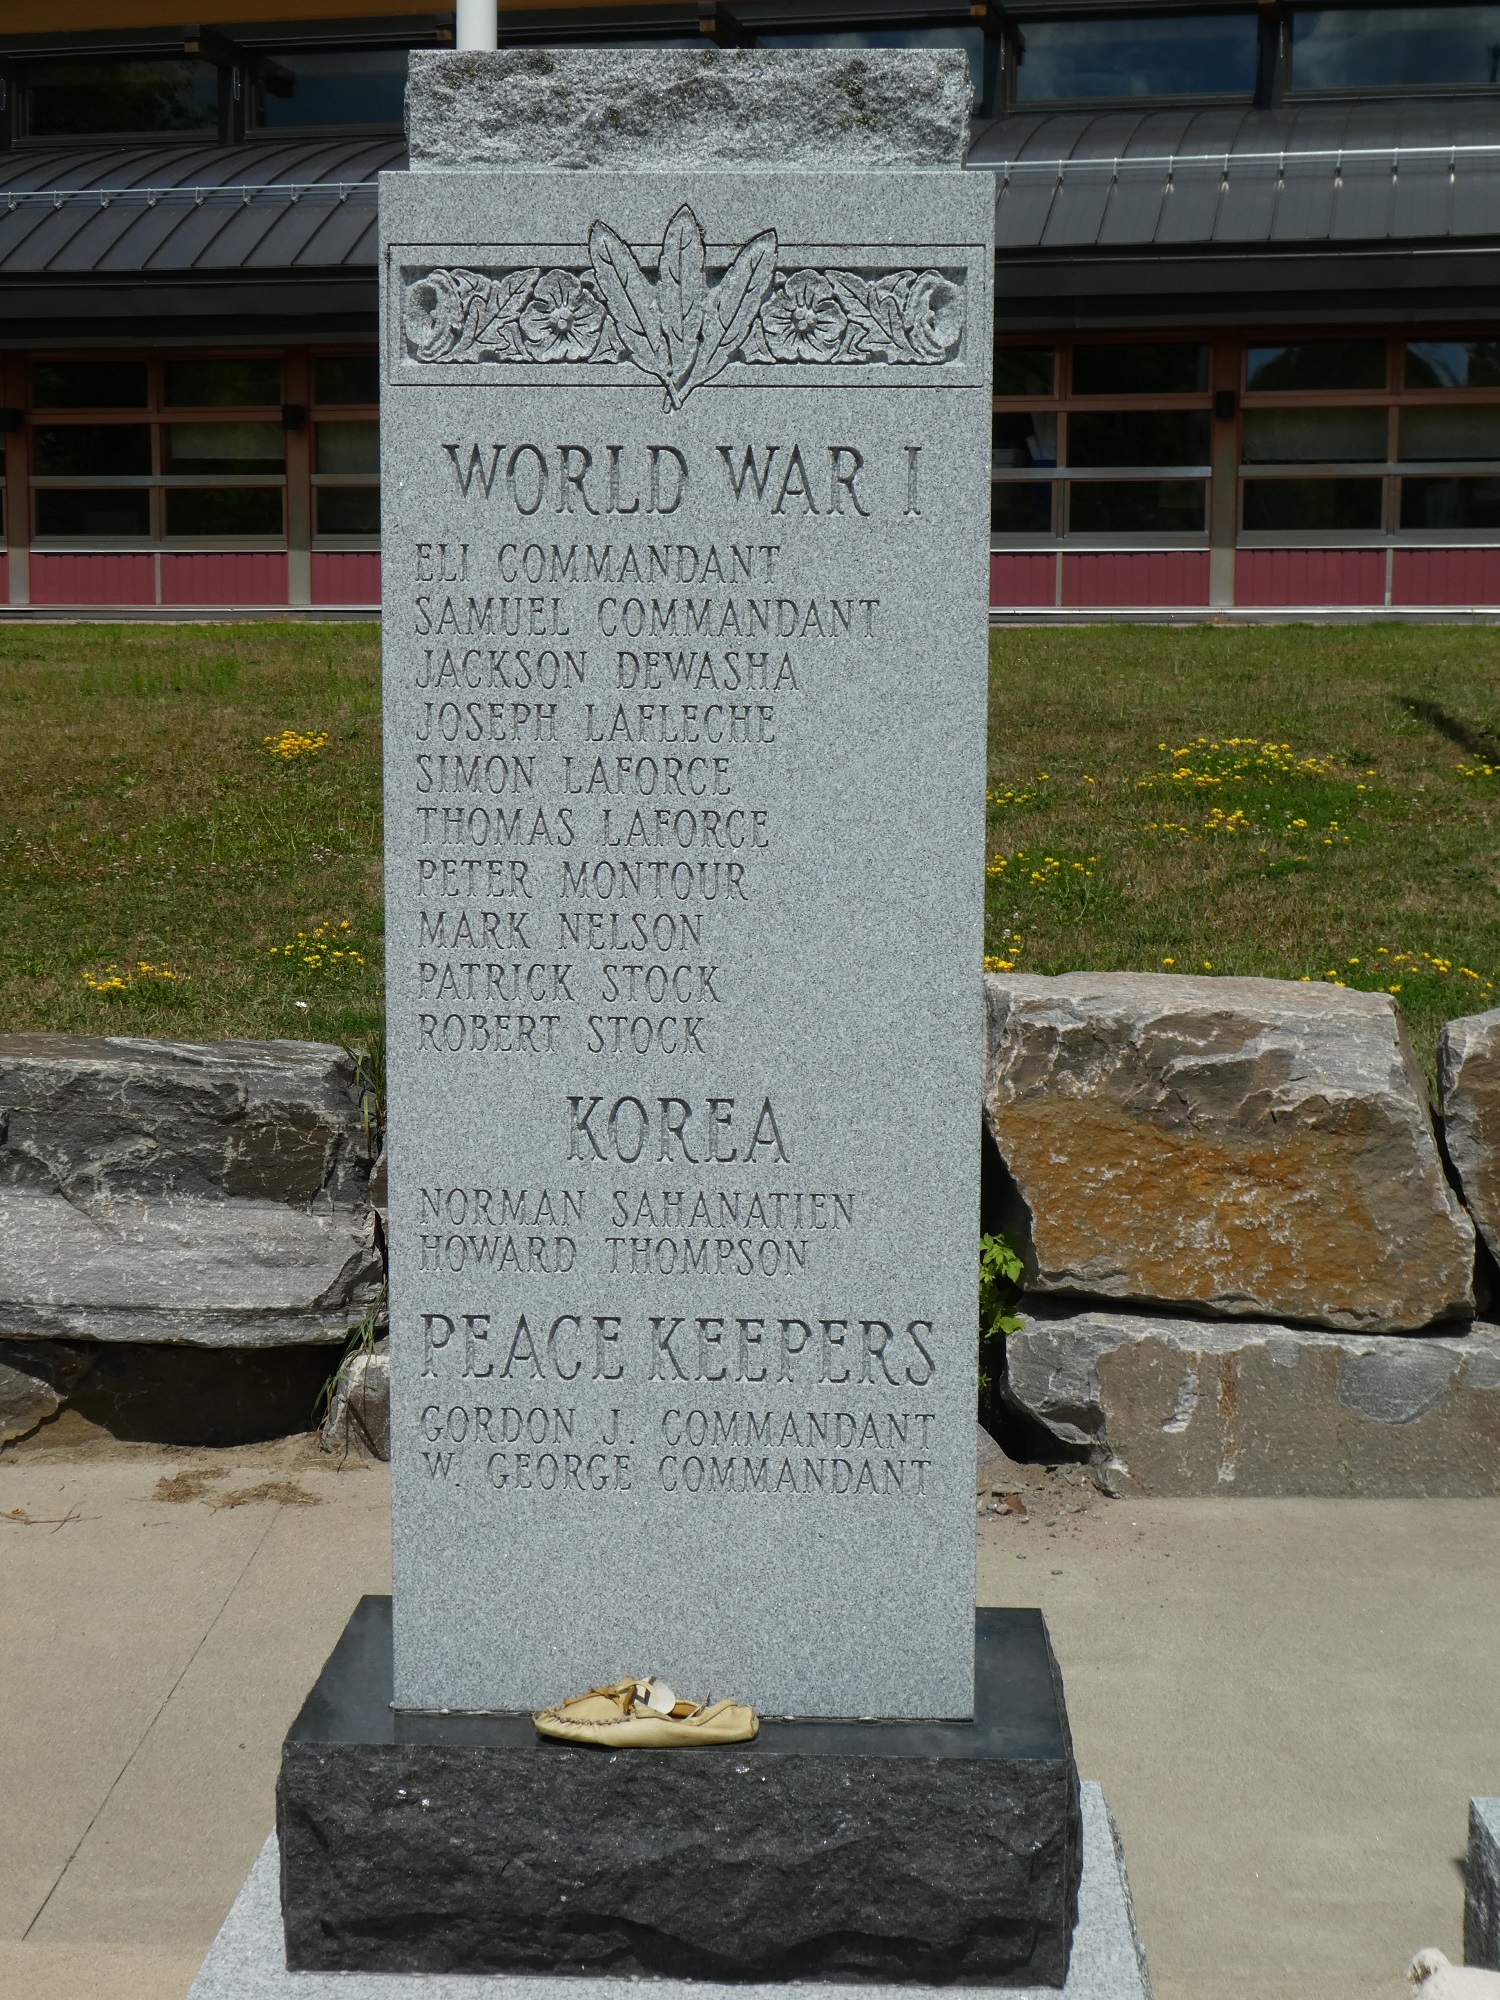 WORLD WAR I
ELI COMMANDANT
SAMUEL COMMANDANT
JACKSON DEWASHA
JOSEPH LAFLECHE
SIMON LAFORCE
THOMAS LAFORCE
PETER MONTOUR
MARK NELSON
PATRICK STOCK
ROBERT STOCK
KOREA
NORMAN SAHANATIEN
HOWARD THOMPSON
PEACE KEEPERS
GORDON J. COMMANDANT
W. GEORGE COMMANDANT